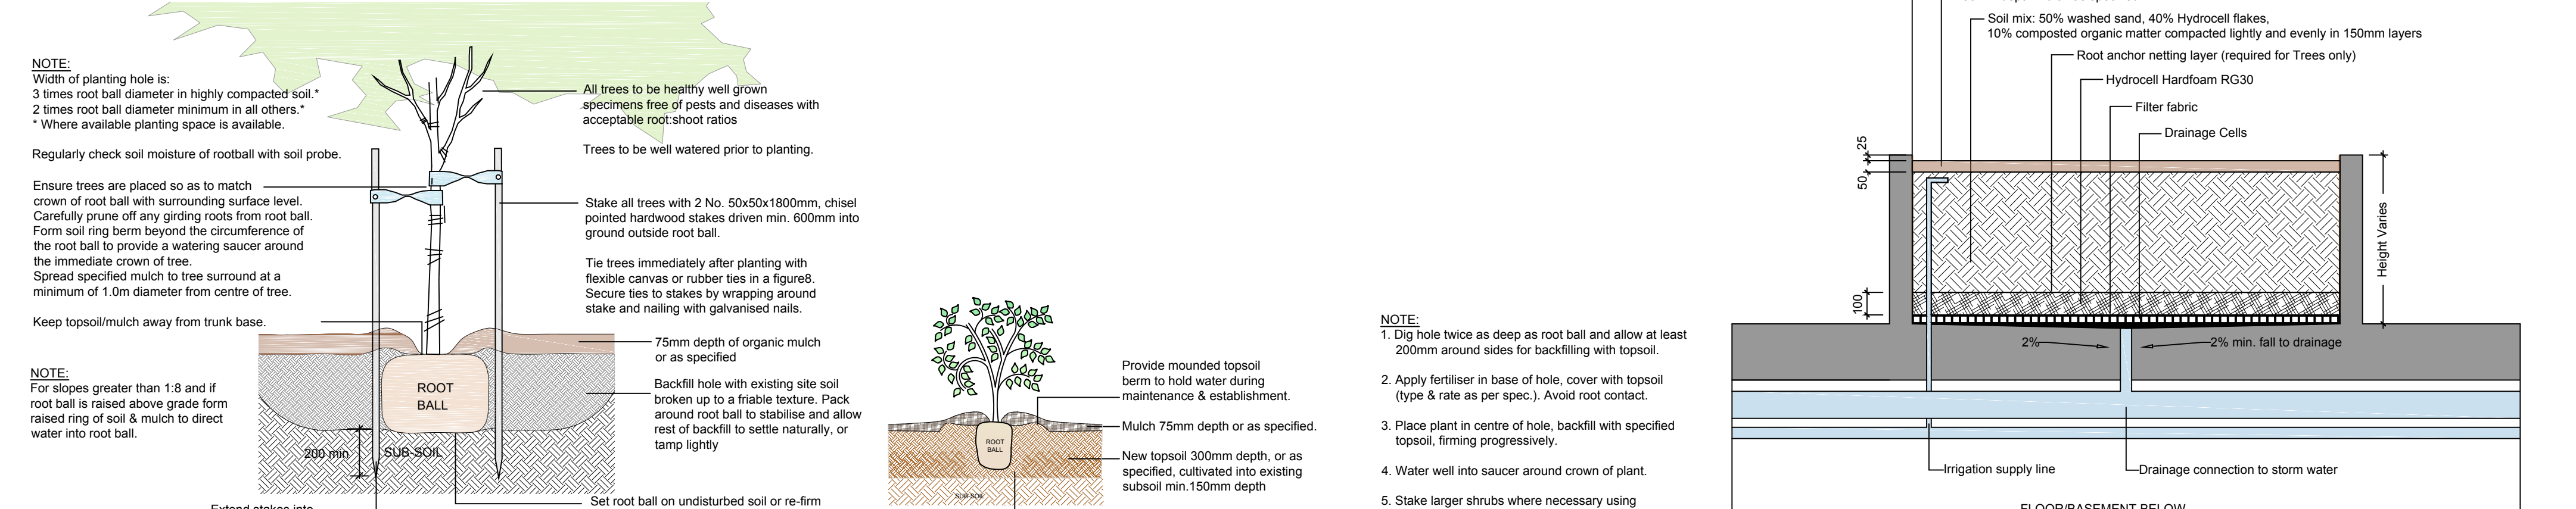 NOTE:
Width of planting hole is:
3 times root ball diameter in highly compacted soil.*
2 times root ball diameter minimum in all others.*
* Where available planting space is available.
Regularly check soil moisture of rootball with soil probe.
Ensure trees are placed so as to match
crown of root ball with surrounding surface level.
Carefully prune off any girding roots from root ball.
Form soil ring berm beyond the circumference of
the root ball to provide a watering saucer around
the immediate crown of tree.
Spread specified mulch to tree surround at a
minimum of 1.0m diameter from centre of tree.
Keep topsoil/mulch away from trunk base.
NOTE:
For slopes greater than 1:8 and if
root ball is raised above grade form
raised ring of soil & mulch to direct
water into root ball.
ROOT
BALL
200 min
SUB-SOIL
Extend stakes into
All trees to be healthy well grown
specimens free of pests and diseases with
acceptable root:shoot ratios
Trees to be well watered prior to planting.
Stake all trees with 2 No. 50x50x1800mm, chisel
pointed hardwood stakes driven min. 600mm into
ground outside root ball.
Tie trees immediately after planting with
flexible canvas or rubber ties in a figure8.
Secure ties to stakes by wrapping around
stake and nailing with galvanised nails.
75mm depth of organic mulch
or as specified
Backfill hole with existing site soil
broken up to a friable texture. Pack
around root ball to stabilise and allow
rest of backfill to settle naturally, or
tamp lightly
Set root ball on undisturbed soil or re-firm
ROOT
BALL
SUB-SOIL
Provide mounded topsoil
berm to hold water during
maintenance & establishment.
Mulch 75mm depth or as specified.
New topsoil 300mm depth, or as
specified, cultivated into existing
subsoil min.150mm depth
NOTE:
1. Dig hole twice as deep as root ball and allow at least
200mm around sides for backfilling with topsoil.
2. Apply fertiliser in base of hole, cover with topsoil
(type & rate as per spec.). Avoid root contact.
3. Place plant in centre of hole, backfill with specified
topsoil, firming progressively.
4. Water well into saucer around crown of plant.
5. Stake larger shrubs where necessary using
Soil mix: 50% washed sand, 40% Hydrocell flakes,
10% composted organic matter compacted lightly and evenly in 150mm layers
Root anchor netting layer (required for Trees only)
Hydrocell Hardfoam RG30
Filter fabric
Drainage Cells
25
50
100
Height Varies
2%
2% min. fall to drainage
Irrigation supply line
Drainage connection to storm water
FLOOR/BASEMENT BELOW